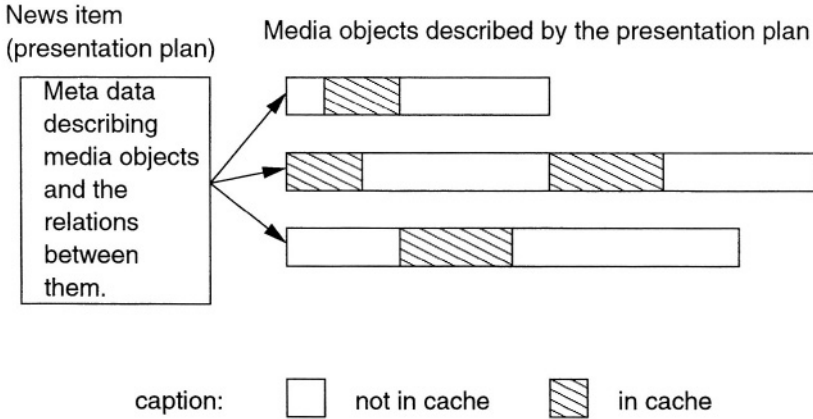 News item
(presentation plan)
Media objects described by the presentation plan
Meta data
describing
media objects
and the
relations
between
them.
caption:
not in cache
in cache